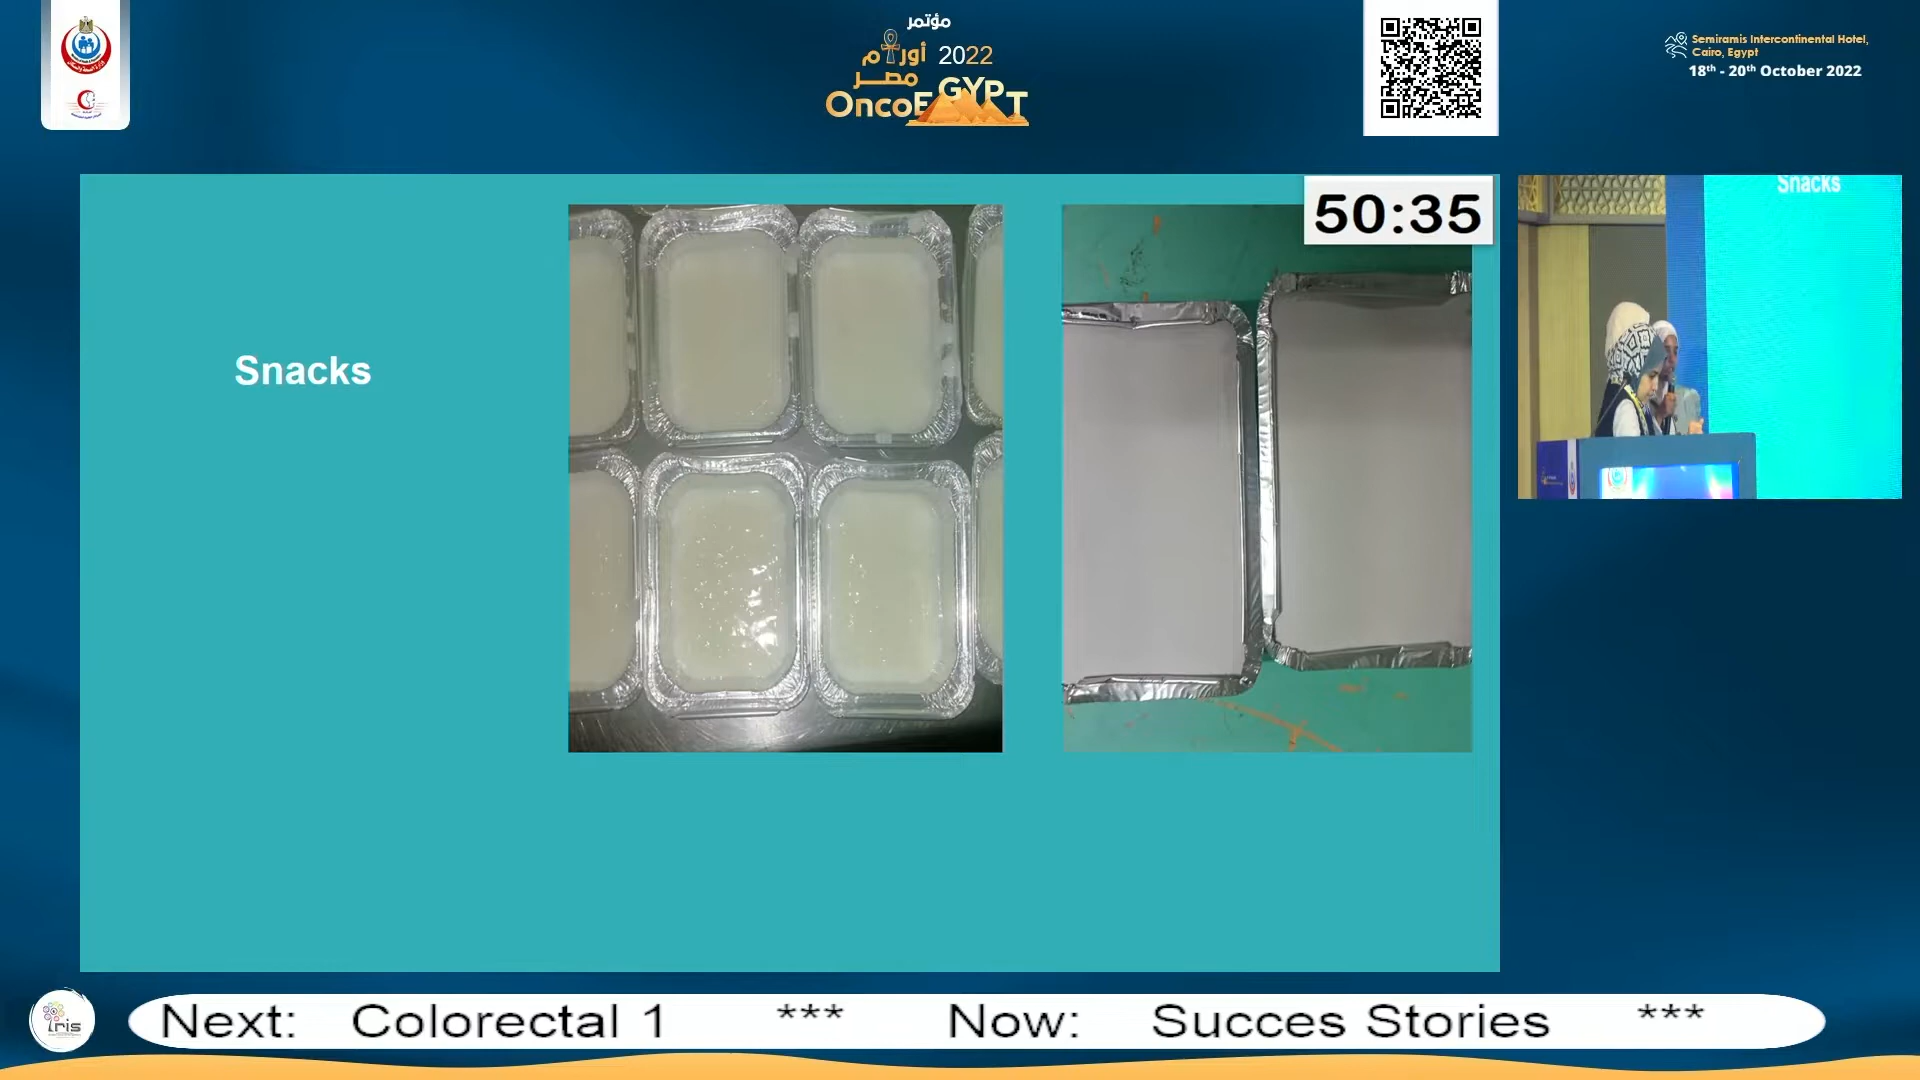 مؤتمر
أورام 2022
مصر
OncoEGYPT
Semiramis Intercontinental Hotel,
Cairo, Egypt
18th - 20th October 2022
50:35
Snacks
Snacks
iris
Next: Colorectal 1 *** Now: Succes Stories ***